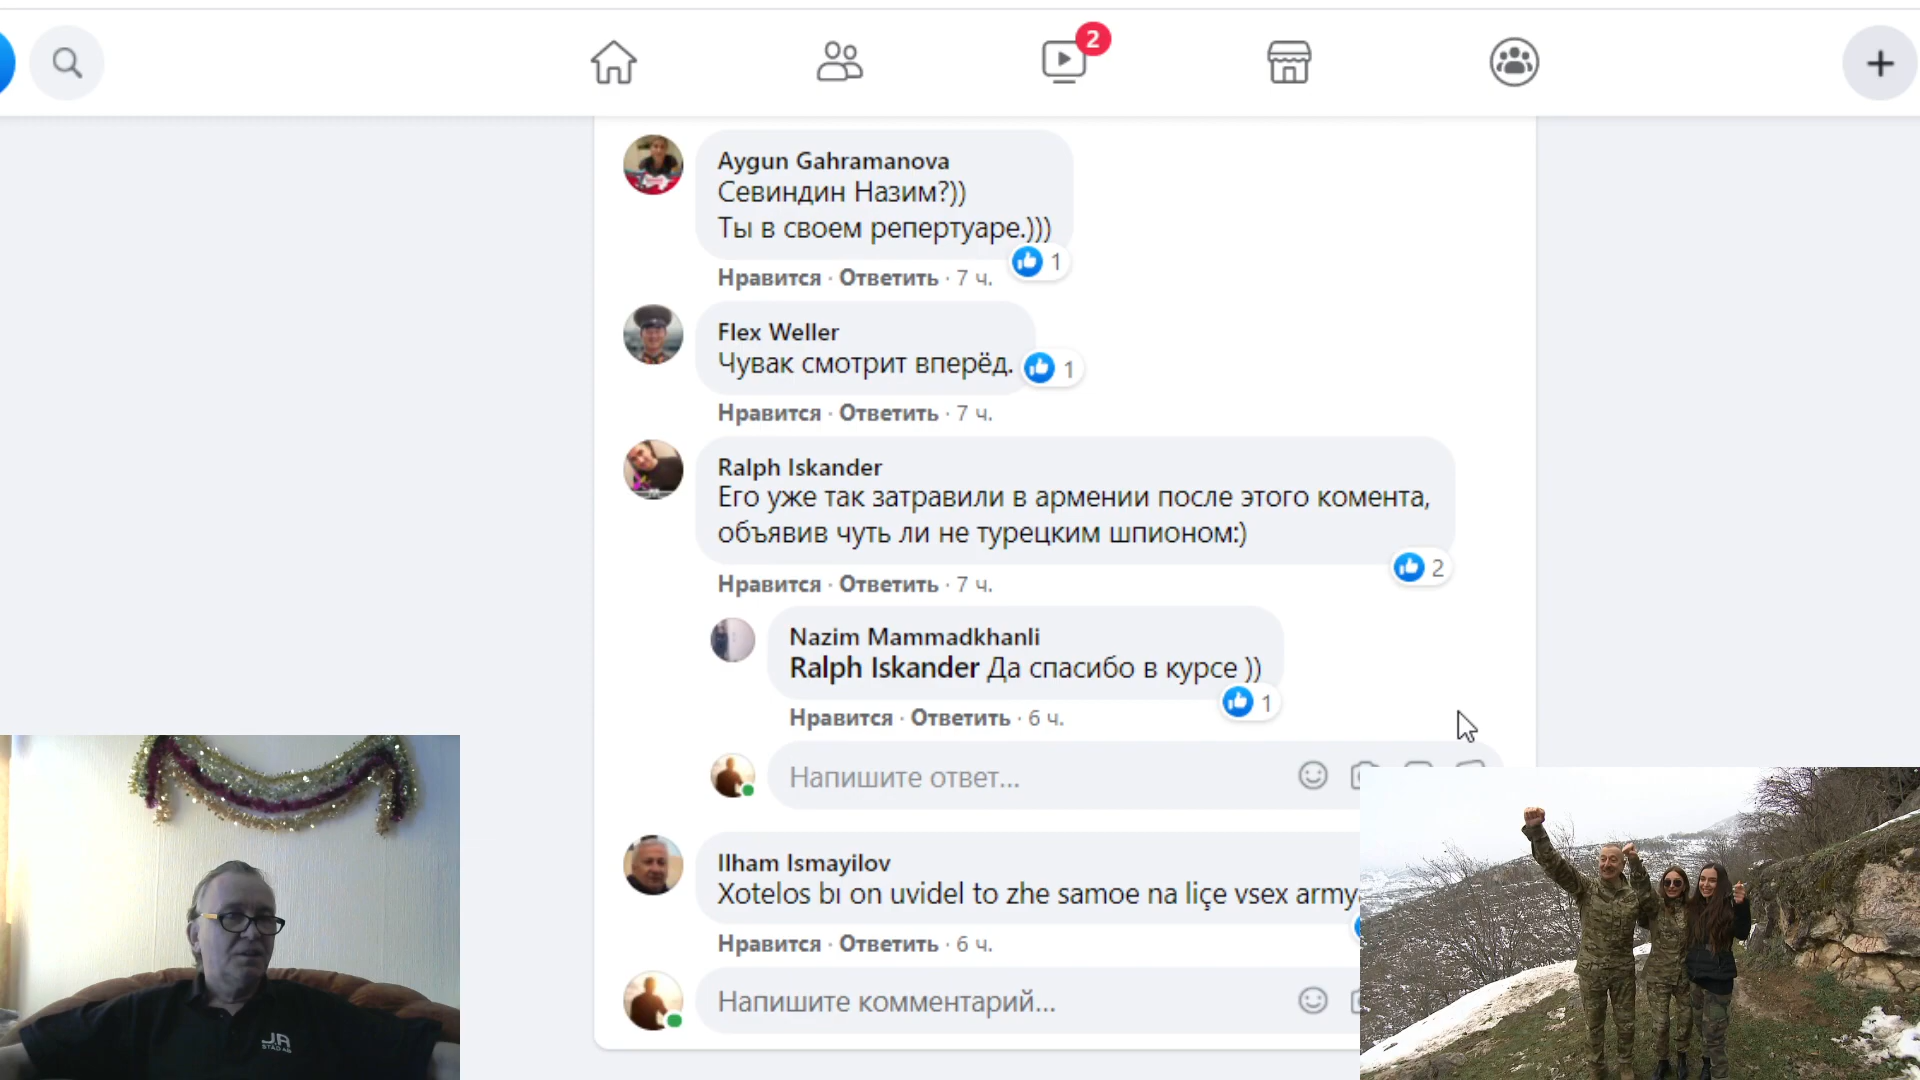 2
Aygun Gahramanova
Севиндин Назим?))
Ты в своем репертуаре.)))
1
Нравится · Ответить · 7 ч.
Flex Weller
Чувак смотрит вперёд.
1
Нравится · Ответить · 7 ч.
Ralph Iskander
Его уже так затравили в армении после этого комента,
объявив чуть ли не турецким шпионом:)
2
Нравится · Ответить · 7 ч.
Nazim Mammadkhanli
Ralph Iskander Да спасибо в курсе ))
1
Нравится · Ответить · 6 ч.
Напишите ответ...
Ilham Ismayilov
Xotelos bı on uvidel to zhe samoe na liçe vsex army
Нравится · Ответить · 6 ч.
Напишите комментарий...
JA